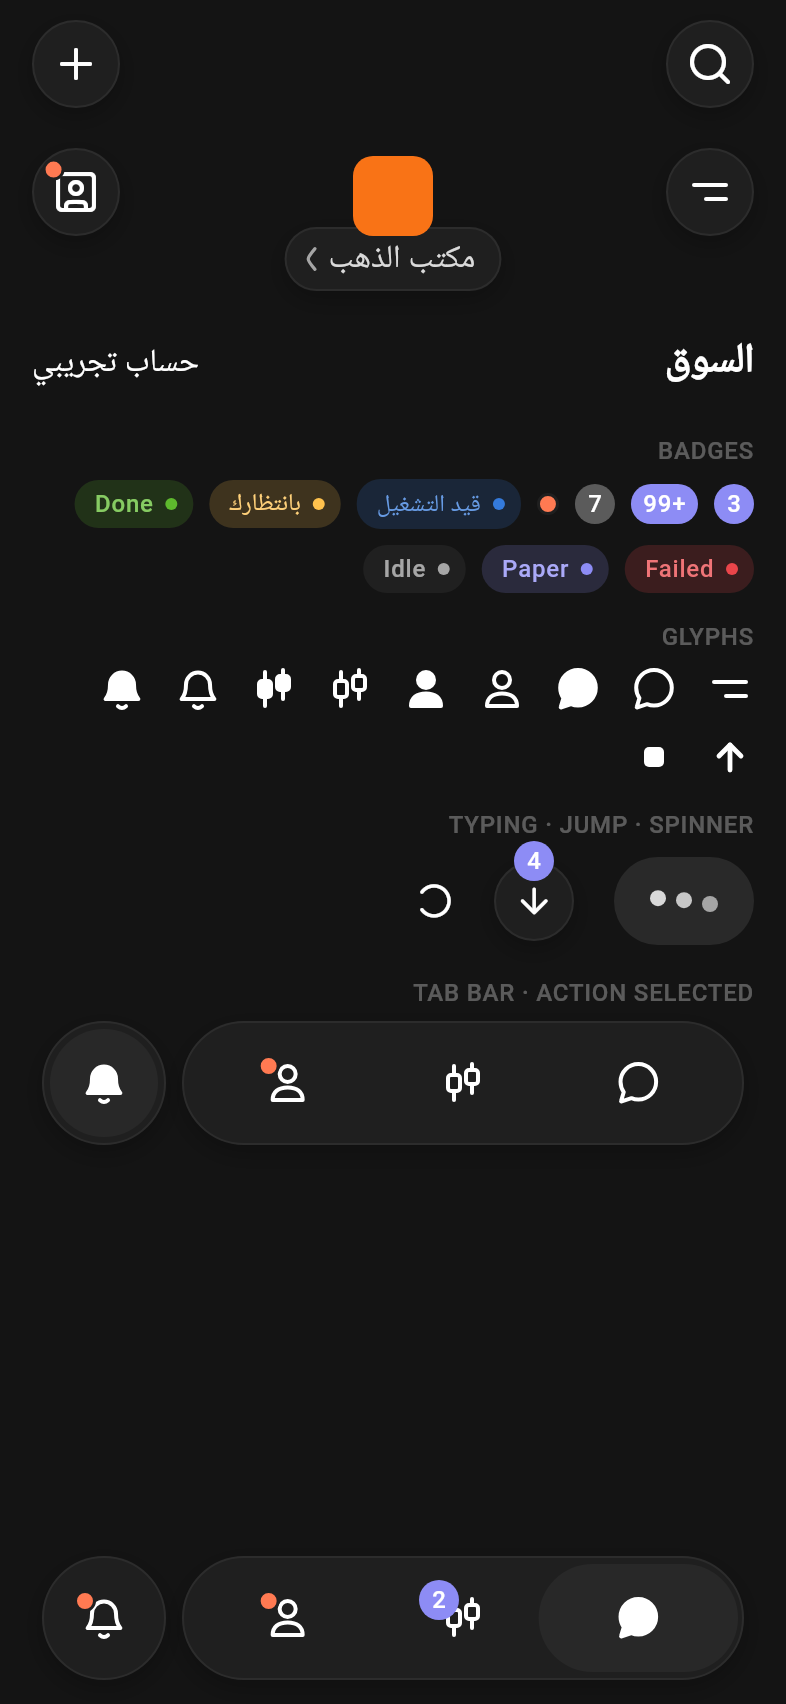 مكتب الذهب
السوق
حساب تجريبي
BADGES
3 99+ 7 قيد التشغيل بانتظارك Done
Failed Paper Idle
GLYPHS
TYPING · JUMP · SPINNER
4
TAB BAR · ACTION SELECTED
2